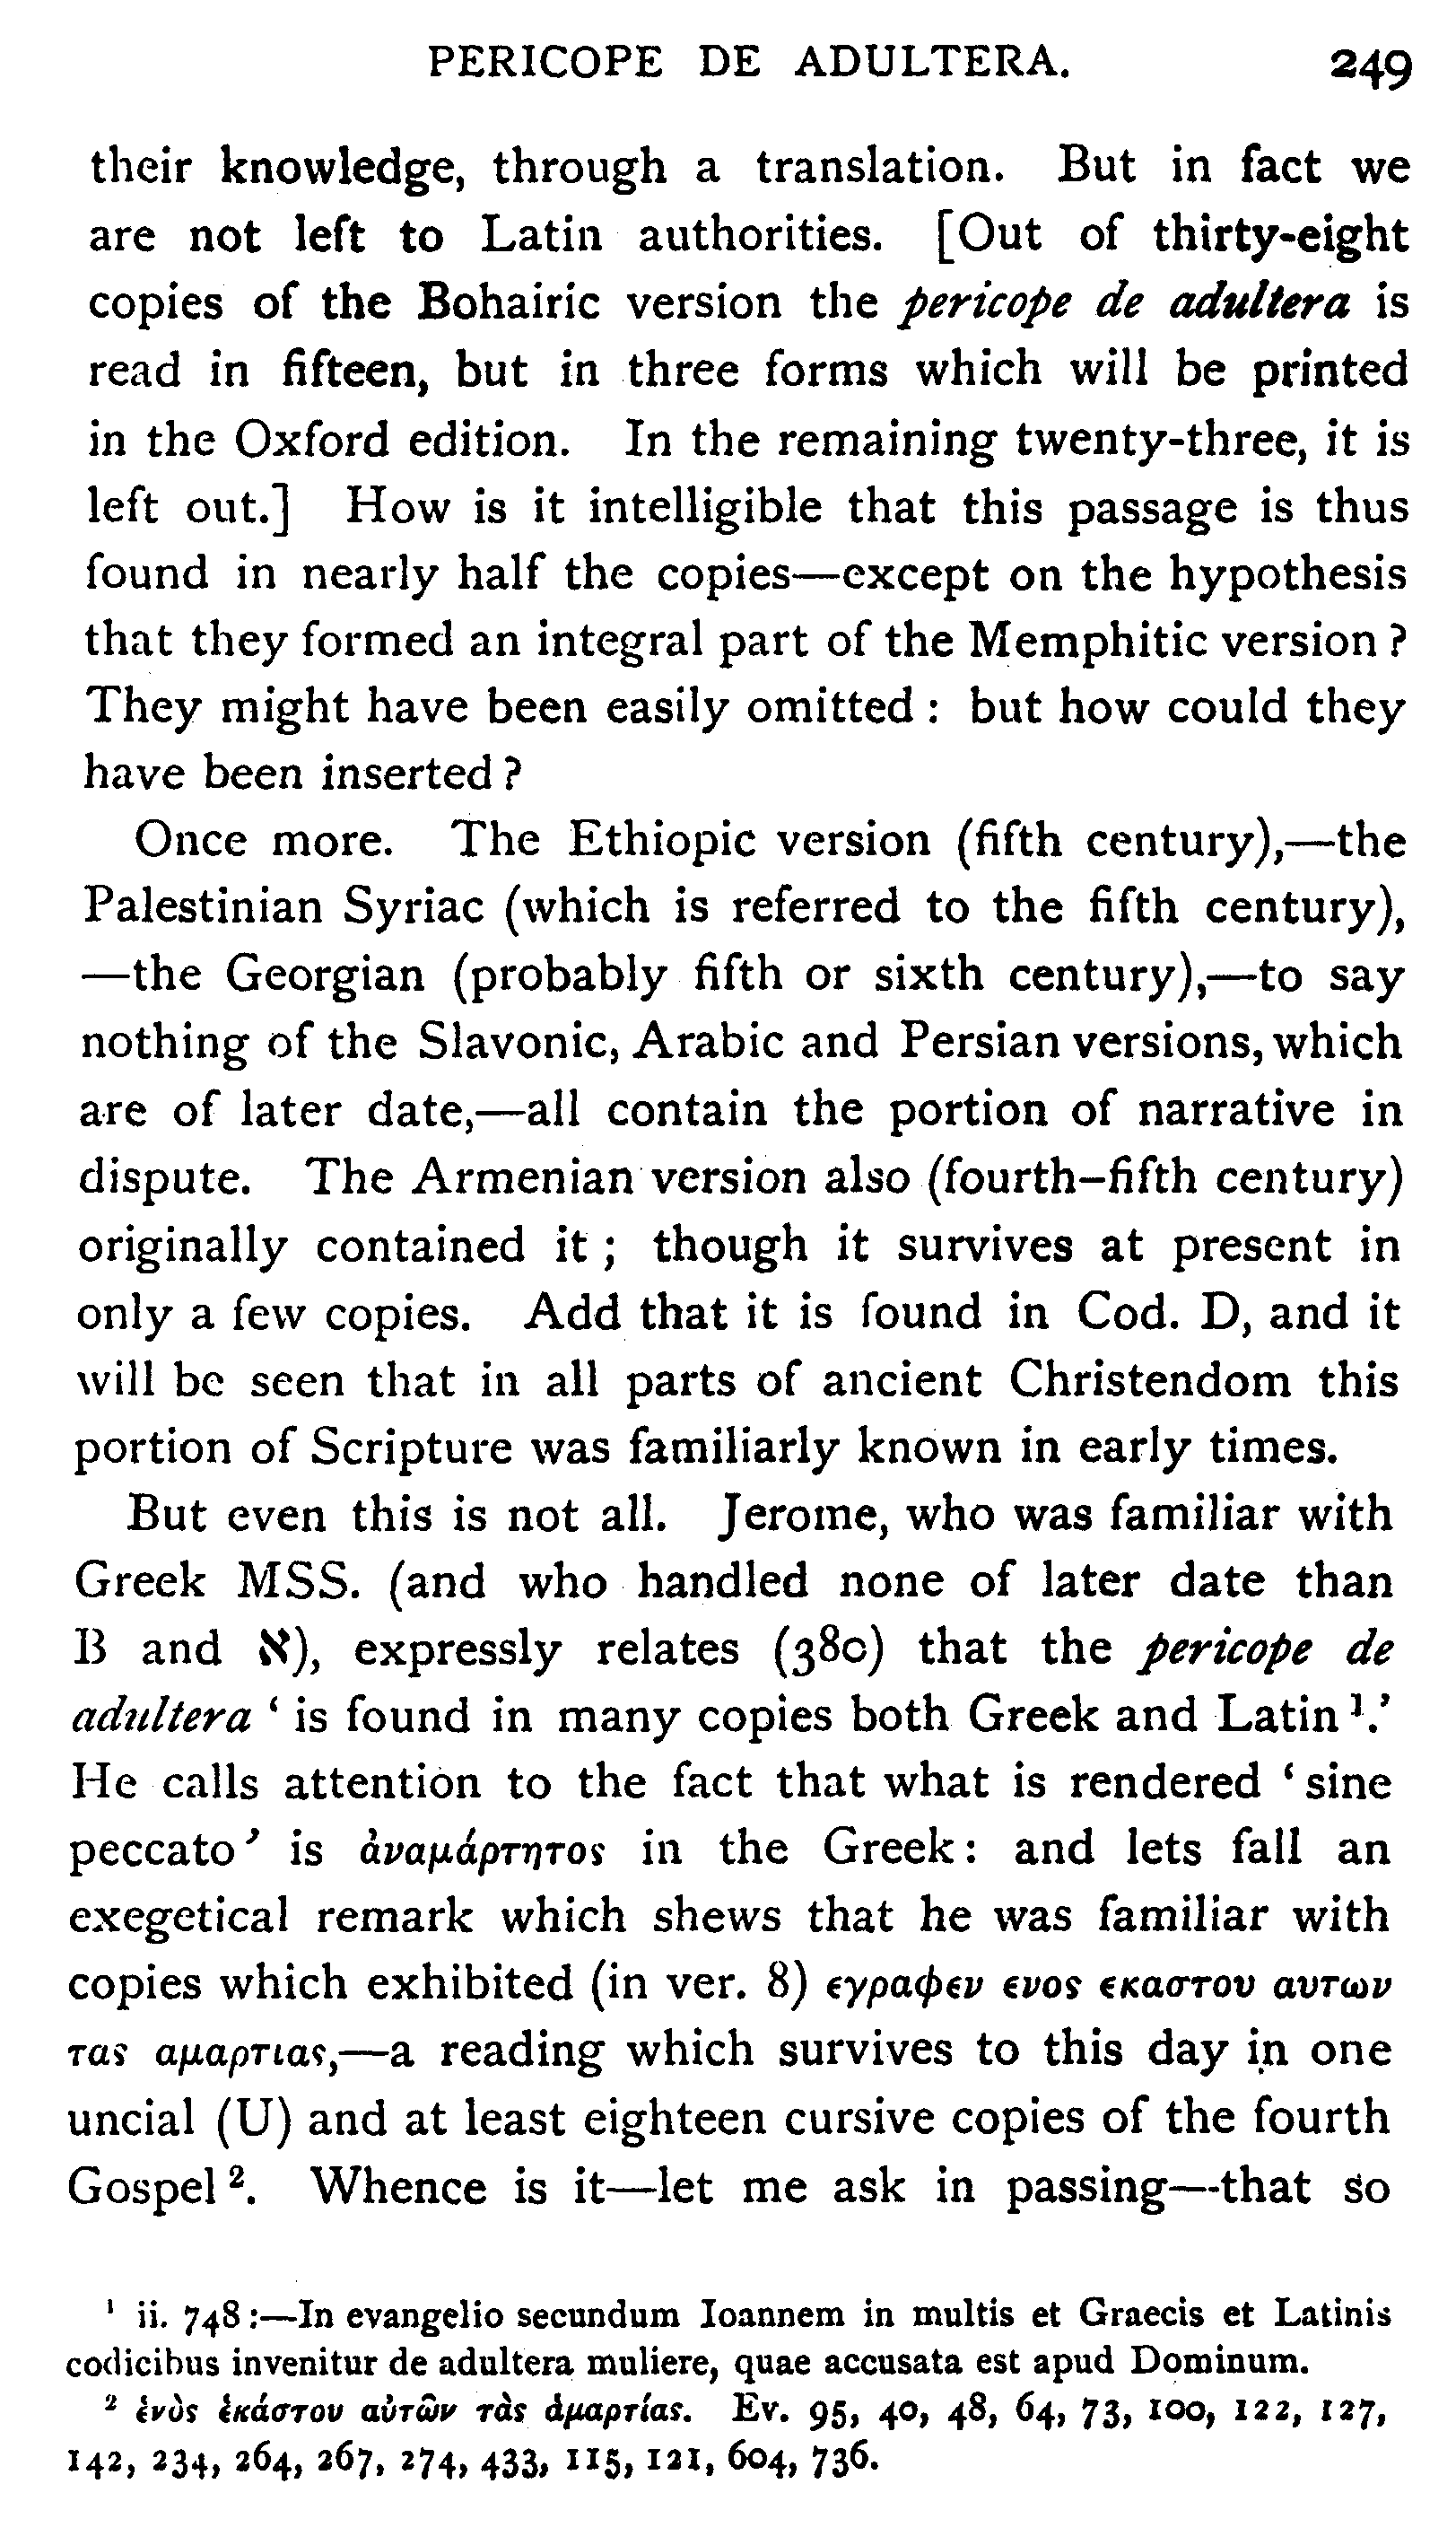 PERICOPE DE ADULTERA. 249
their knowledge, through a translation. But in fact we
are not left to Latin authorities. [Out of thirty-eight
copies of the Bohairic version the pericope de adultera is
read in fifteen, but in three forms which will be printed
in the Oxford edition. In the remaining twenty-three, it is
left out.] How is it intelligible that this passage is thus
found in nearly half the copies—except on the hypothesis
that they formed an integral part of the Memphitic version ?
They might have been easily omitted : but how could they
have been inserted ?
Once more. The Ethiopic version (fifth century),—the
Palestinian Syriac (which is referred to the fifth century),
—the Georgian (probably fifth or sixth century),—to say
nothing of the Slavonic, Arabic and Persian versions, which
are of later date,—all contain the portion of narrative in
dispute. The Armenian version also (fourth–fifth century)
originally contained it ; though it survives at present in
only a few copies. Add that it is found in Cod. D, and it
will be seen that in all parts of ancient Christendom this
portion of Scripture was familiarly known in early times.
But even this is not all. Jerome, who was familiar with
Greek MSS. (and who handled none of later date than
B and ℵ), expressly relates (380) that the pericope de
adultera ‘ is found in many copies both Greek and Latin ¹.’
He calls attention to the fact that what is rendered ‘ sine
peccato ’ is ἀναμάρτητος in the Greek : and lets fall an
exegetical remark which shews that he was familiar with
copies which exhibited (in ver. 8) εγραφεν ενος εκαστου αυτων
τας αμαρτιας,—a reading which survives to this day in one
uncial (U) and at least eighteen cursive copies of the fourth
Gospel ². Whence is it—let me ask in passing—that so
¹ ii. 748 :—In evangelio secundum Ioannem in multis et Graecis et Latinis
codicibus invenitur de adultera muliere, quae accusata est apud Dominum.
² ἑνὸς ἑκάστου αὐτῶν τὰς ἁμαρτίας. Ev. 95, 40, 48, 64, 73, 100, 122, 127,
142, 234, 264, 267, 274, 433, 115, 121, 604, 736.